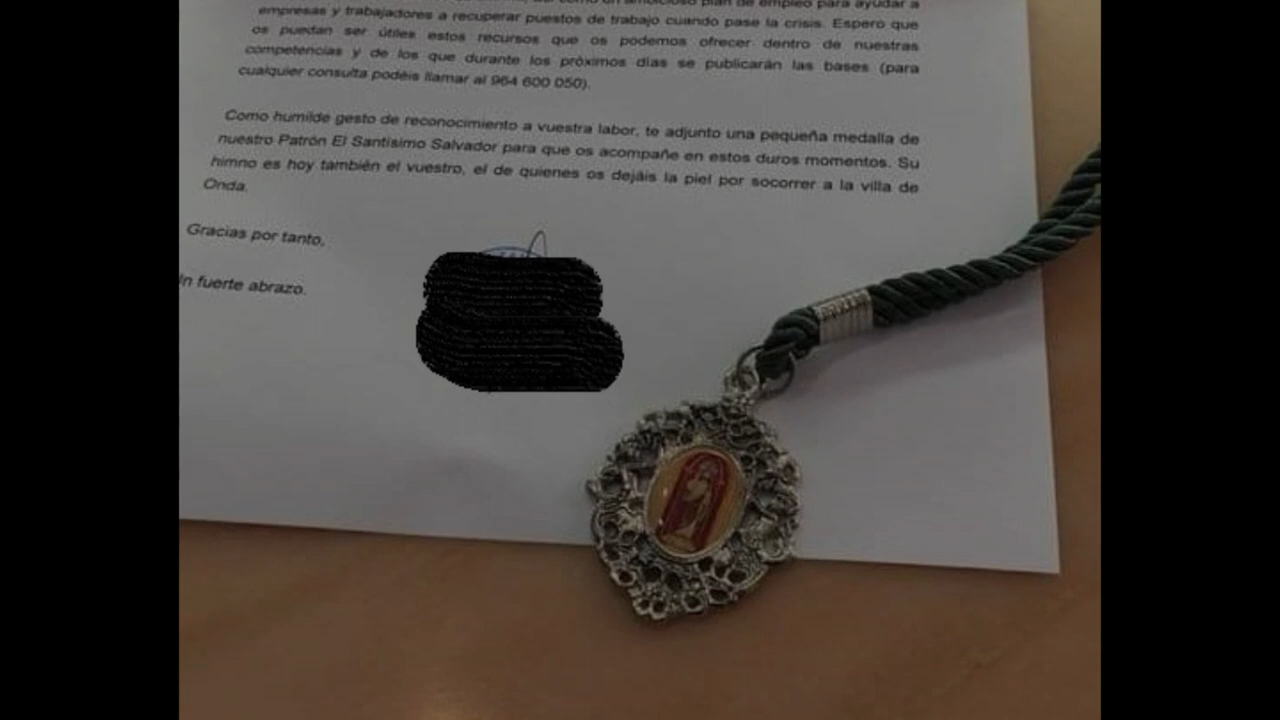 plan de empleo para ayudar a
empresas y trabajadores a recuperar puestos de trabajo cuando pase la crisis. Espero que
os puedan ser útiles estos recursos que os podemos ofrecer dentro de nuestras
competencias y de los que durante los próximos días se publicarán las bases (para
cualquier consulta podéis llamar al 964 600 050).
Como humilde gesto de reconocimiento a vuestra labor, te adjunto una pequeña medalla de
nuestro Patrón El Santísimo Salvador para que os acompañe en estos duros momentos. Su
himno es hoy también el vuestro, el de quienes os dejáis la piel por socorrer a la villa de
Onda.
Gracias por tanto,
n fuerte abrazo.